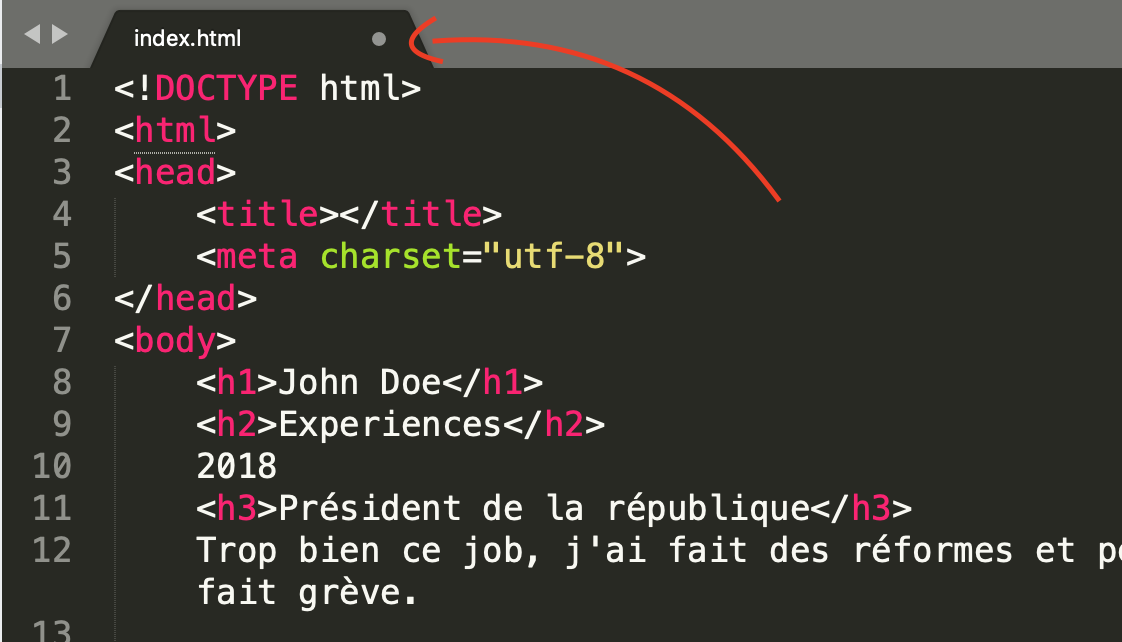 index.html
1 <!DOCTYPE html>
2 <html>
3 <head>
4 <title></title>
5 <meta charset="utf-8">
6 </head>
7 <body>
8 <h1>John Doe</h1>
9 <h2>Experiences</h2>
10 2018
11 <h3>Président de la république</h3>
12 Trop bien ce job, j'ai fait des réformes et
fait grève.
13